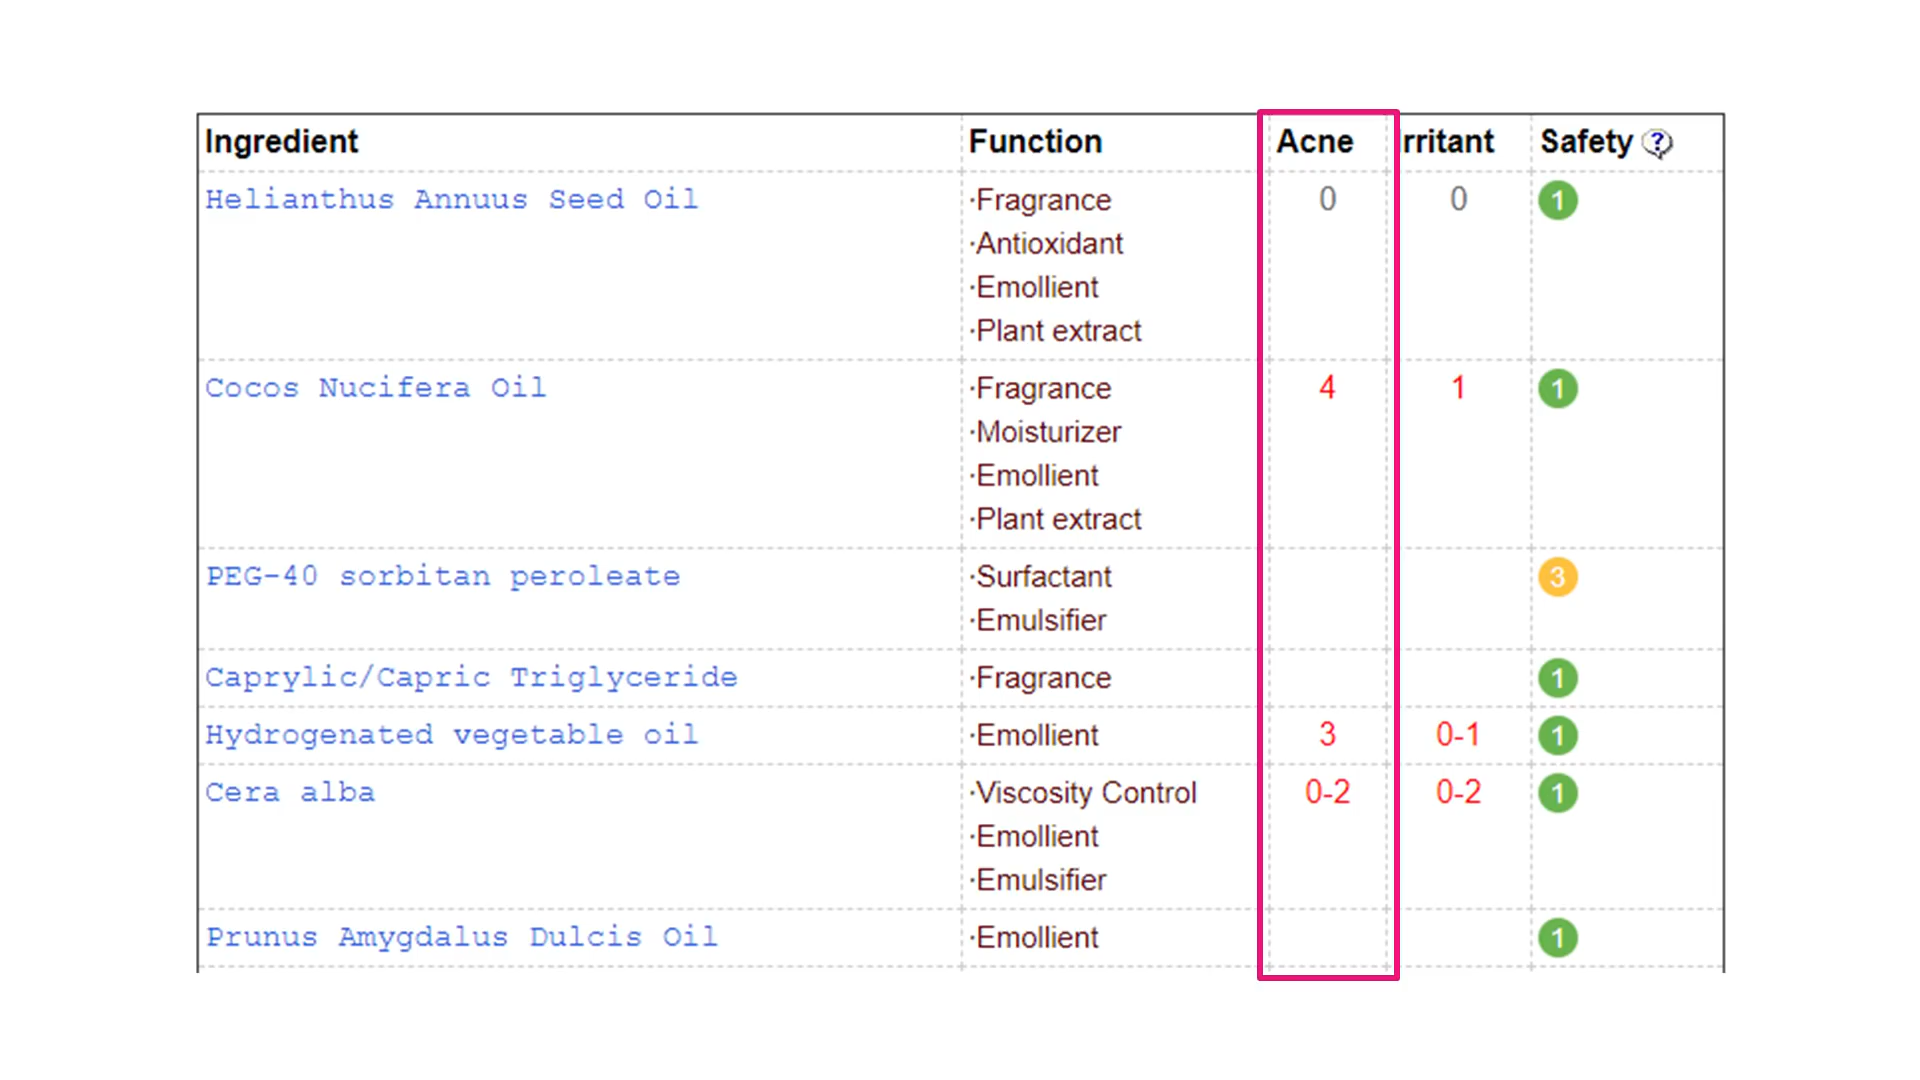 Ingredient Function Acne rritant Safety ?
Helianthus Annuus Seed Oil ·Fragrance 0 0 1
·Antioxidant
·Emollient
·Plant extract
Cocos Nucifera Oil ·Fragrance 4 1 1
·Moisturizer
·Emollient
·Plant extract
PEG-40 sorbitan peroleate ·Surfactant 3
·Emulsifier
Caprylic/Capric Triglyceride ·Fragrance 1
Hydrogenated vegetable oil ·Emollient 3 0-1 1
Cera alba ·Viscosity Control 0-2 0-2 1
·Emollient
·Emulsifier
Prunus Amygdalus Dulcis Oil ·Emollient 1